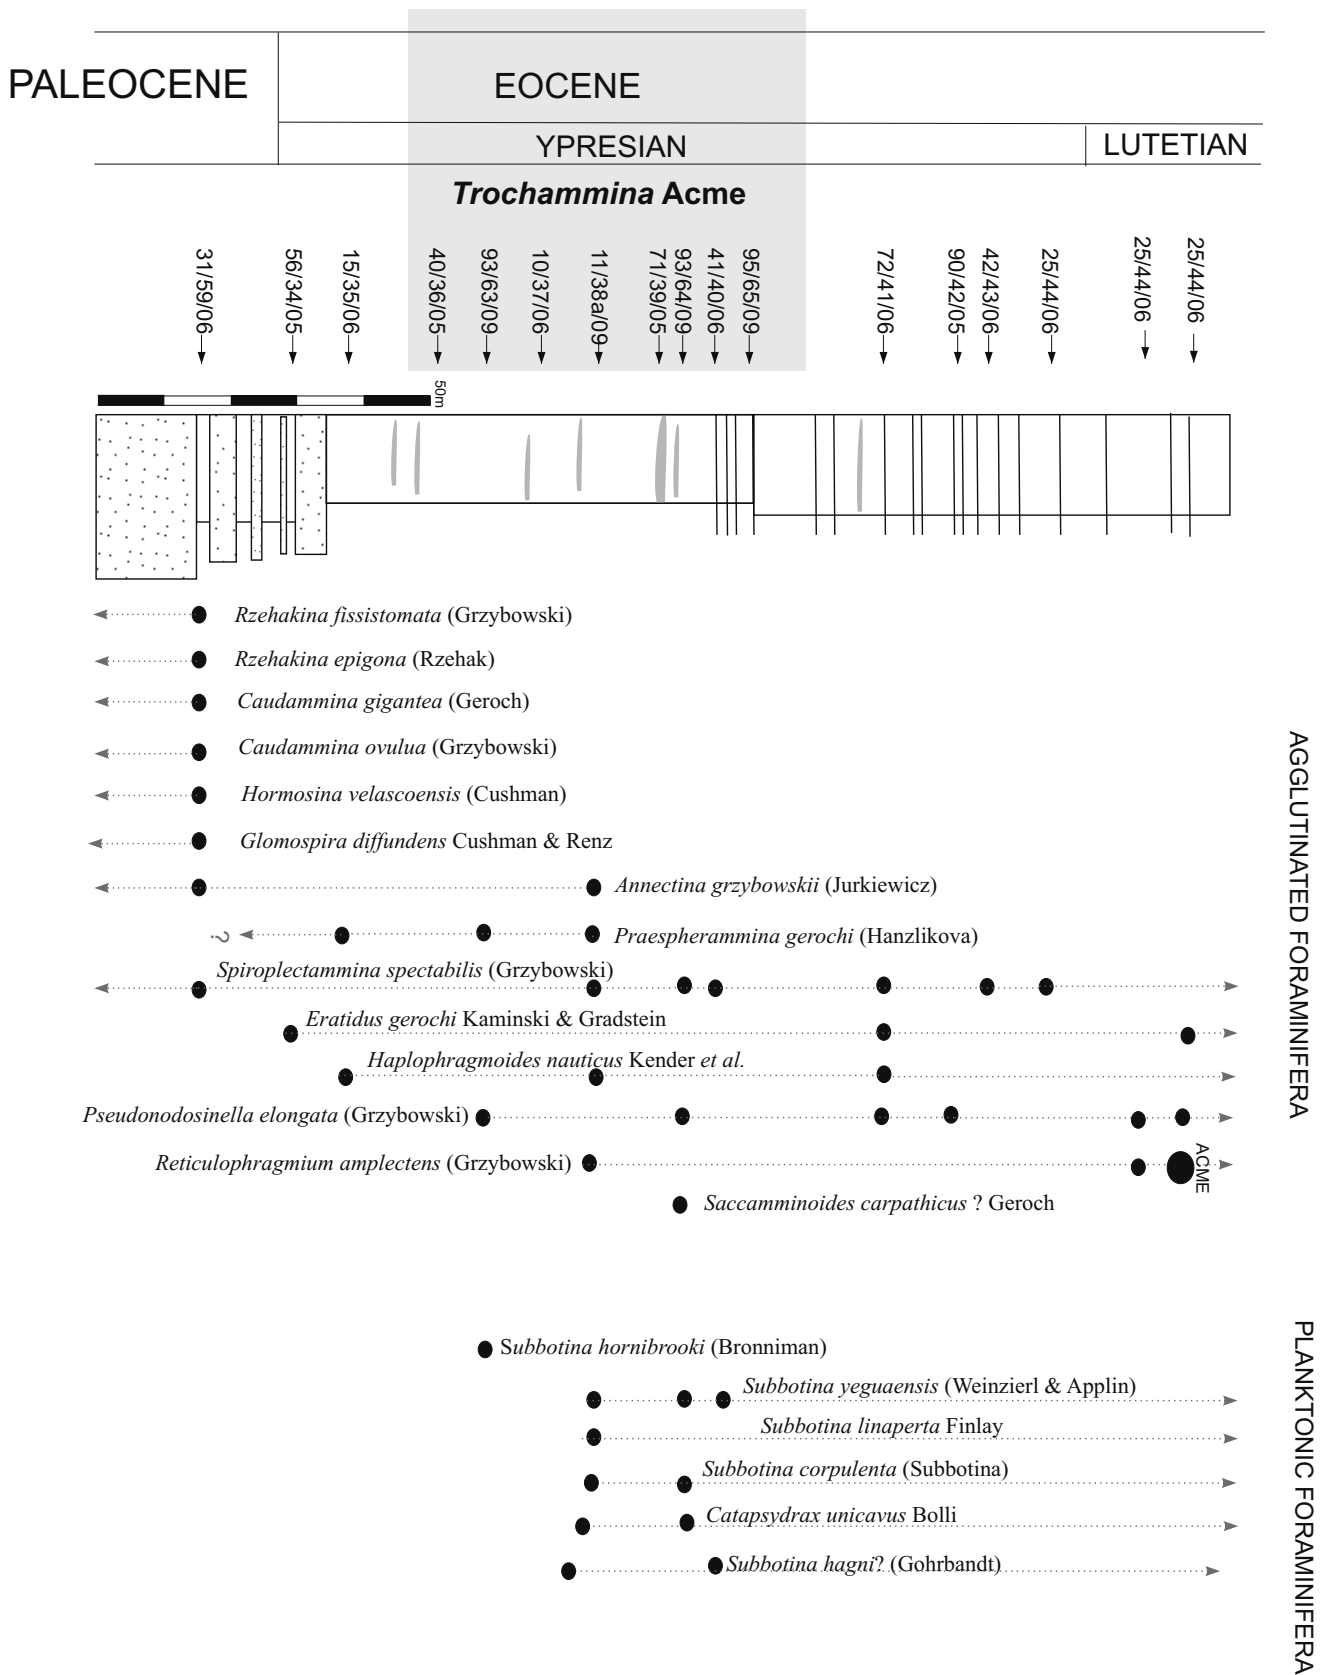 PALEOCENE
EOCENE
YPRESIAN
LUTETIAN
Trochammina Acme
31/59/06
56/34/05
15/35/06
40/36/05
93/63/09
10/37/06
11/38a/09
71/39/05
93/64/09
41/40/06
95/65/09
72/41/06
90/42/05
42/43/06
25/44/06
25/44/06
25/44/06
50m
Rzehakina fissistomata (Grzybowski)
Rzehakina epigona (Rzehak)
Caudammina gigantea (Geroch)
Caudammina ovulua (Grzybowski)
Hormosina velascoensis (Cushman)
Glomospira diffundens Cushman & Renz
Annectina grzybowskii (Jurkiewicz)
? Praespherammina gerochi (Hanzlikova)
Spiroplectammina spectabilis (Grzybowski)
Eratidus gerochi Kaminski & Gradstein
Haplophragmoides nauticus Kender et al.
Pseudonodosinella elongata (Grzybowski)
Reticulophragmium amplectens (Grzybowski)
ACME
Saccamminoides carpathicus ? Geroch
AGGLUTINATED FORAMINIFERA
Subbotina hornibrooki (Bronniman)
Subbotina yeguaensis (Weinzierl & Applin)
Subbotina linaperta Finlay
Subbotina corpulenta (Subbotina)
Catapsydrax unicavus Bolli
Subbotina hagni? (Gohrbandt)
PLANKTONIC FORAMINIFERA